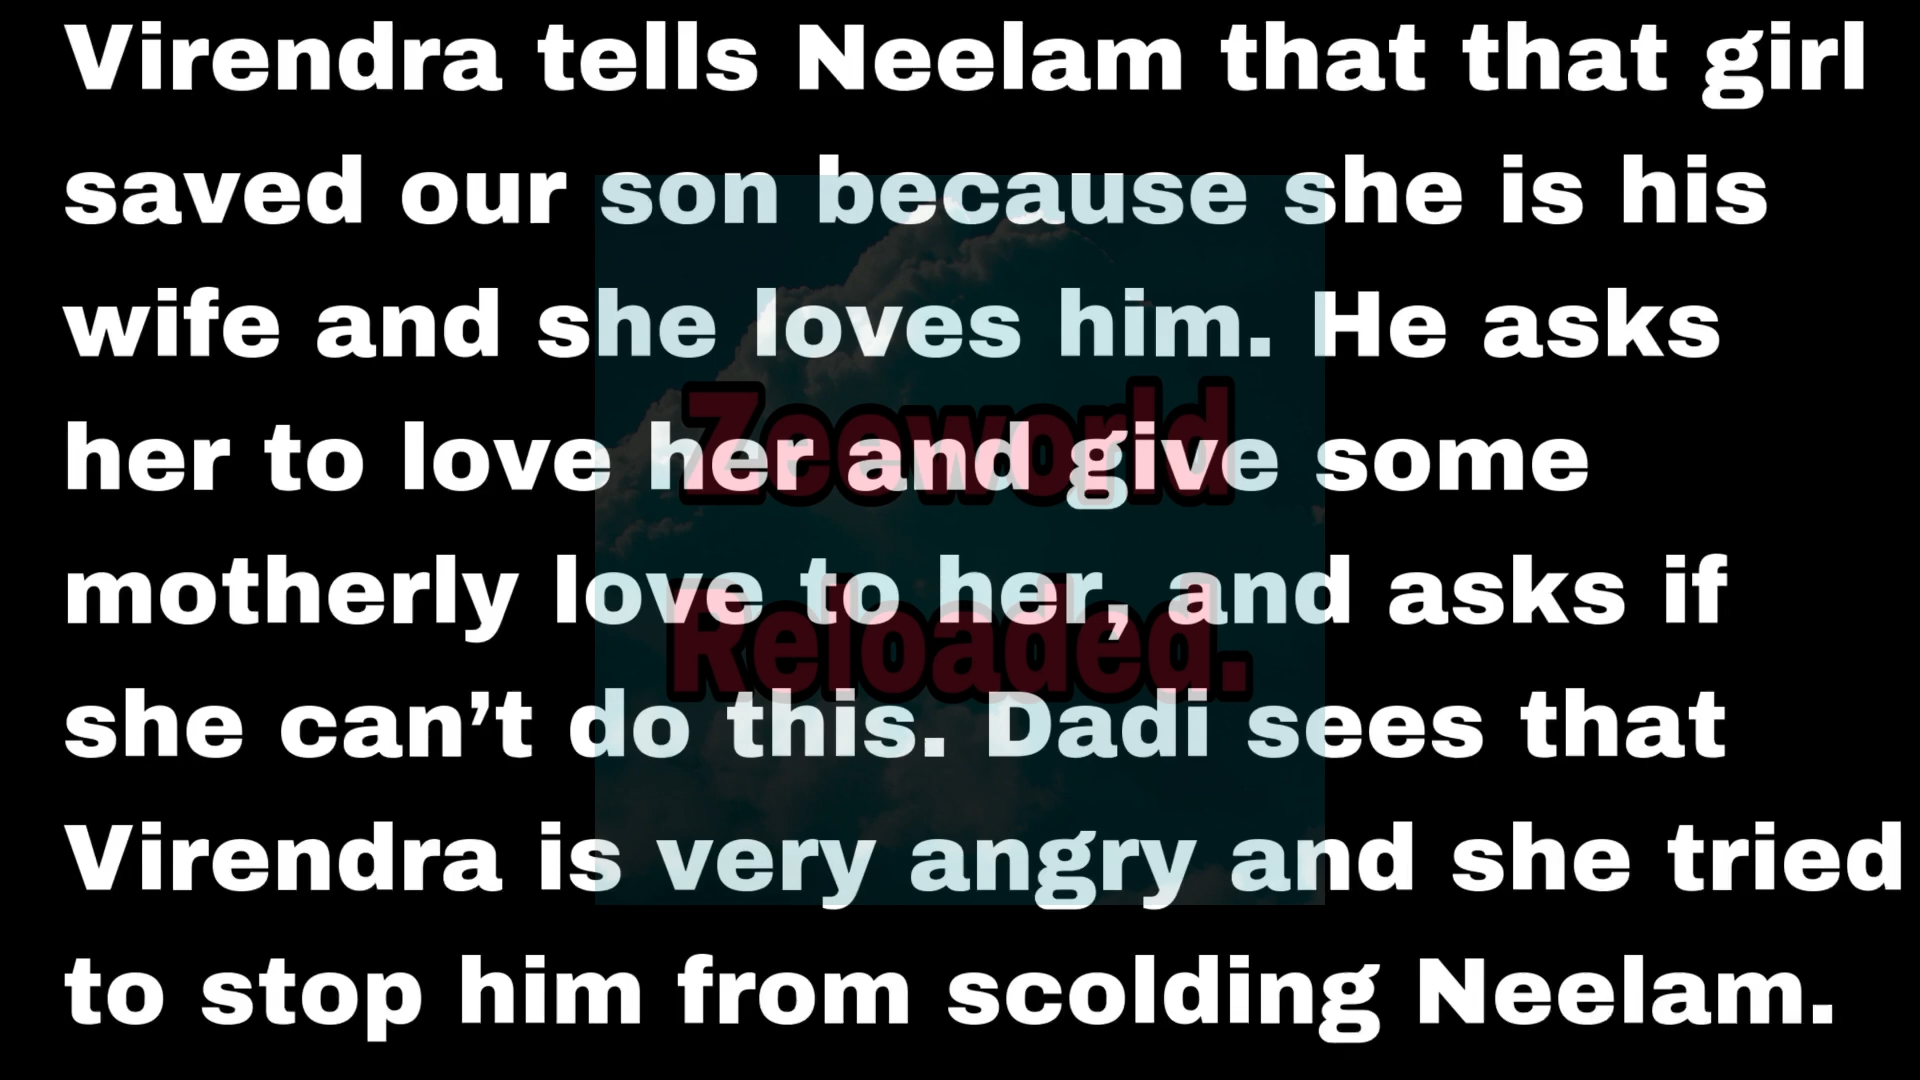 Virendra tells Neelam that that girl
saved our son because she is his
wife and she loves him. He asks
her to love her and give some
motherly love to her, and asks if
she can’t do this. Dadi sees that
Virendra is very angry and she tried
to stop him from scolding Neelam.
Zeeworld
Reloaded.